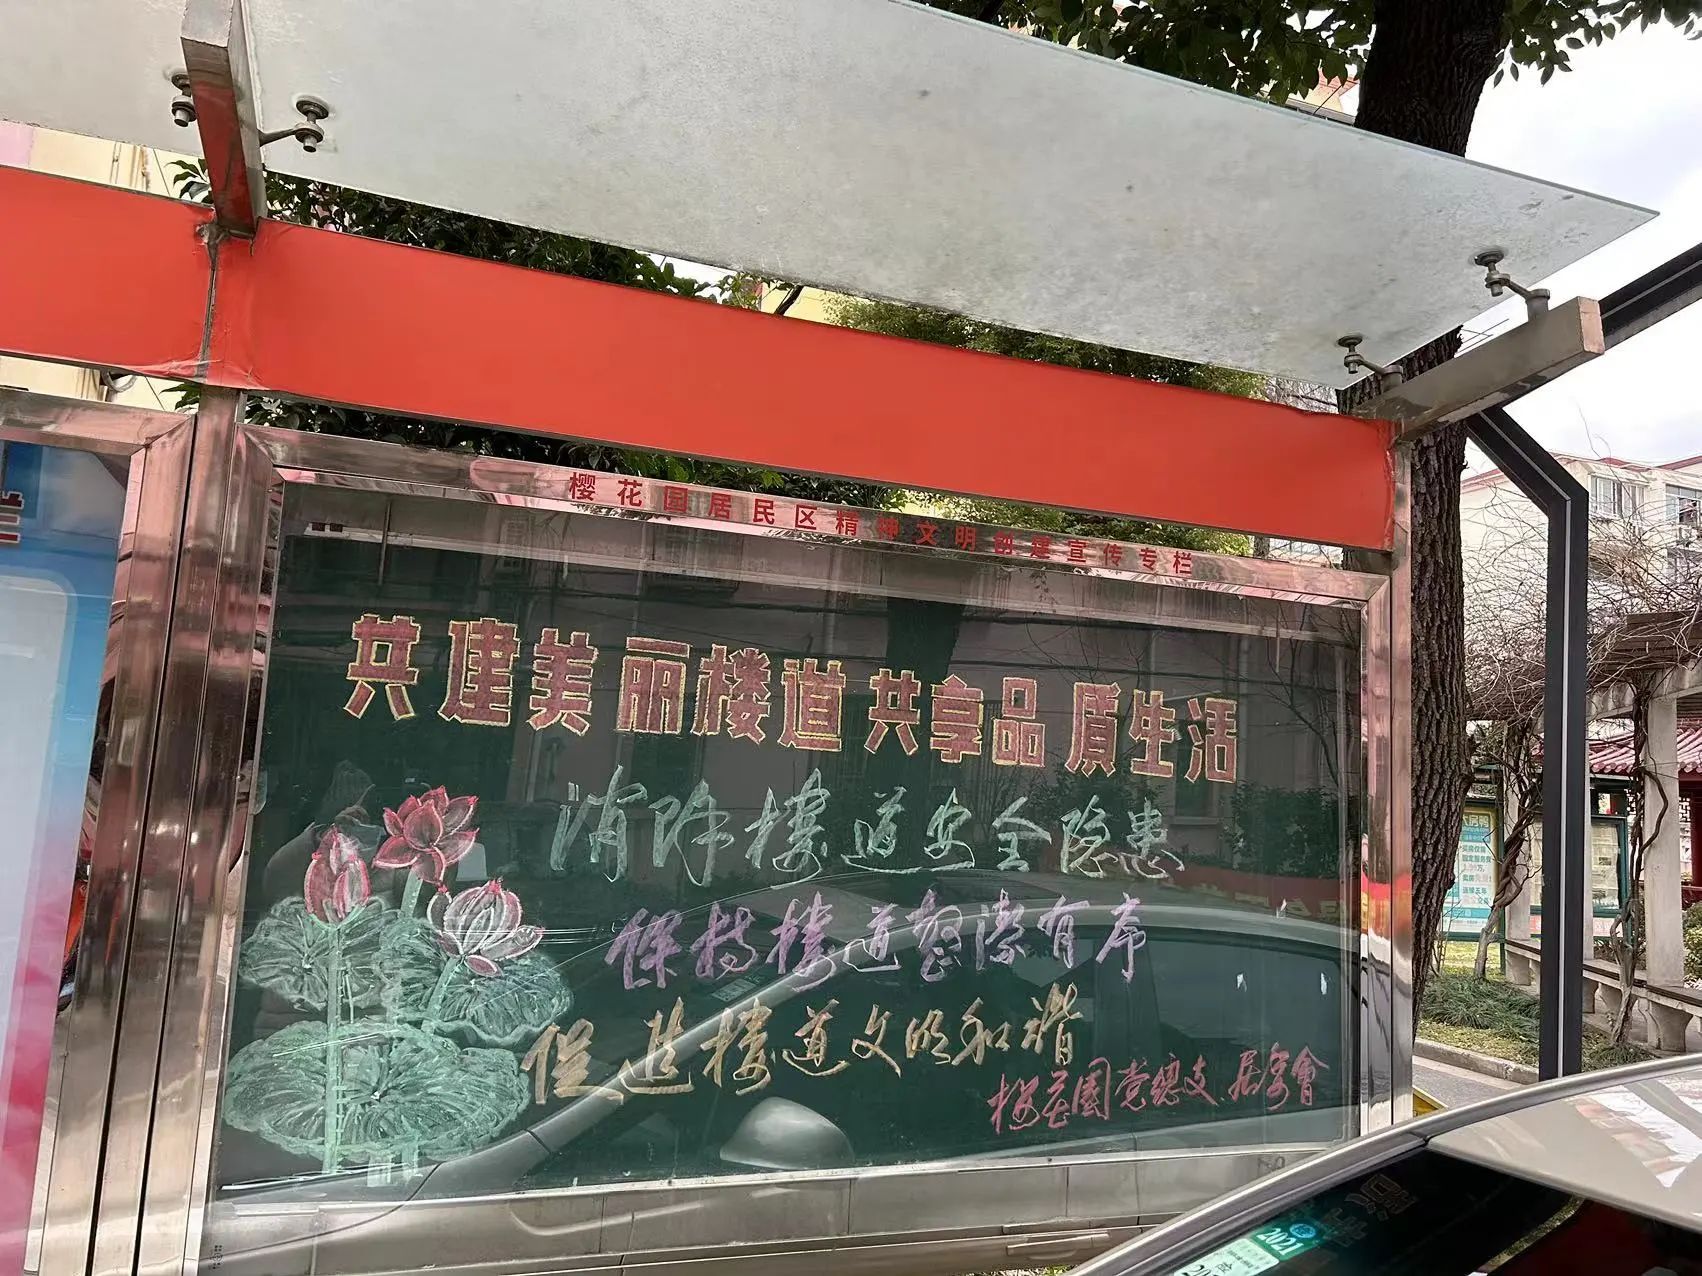 樱花园居民区精神文明创建宣传专栏
共建美丽楼道 共享品质生活
消除楼道安全隐患
保持楼道整洁有序
促进楼道文明和谐
樱花园党总支.居委會
2021